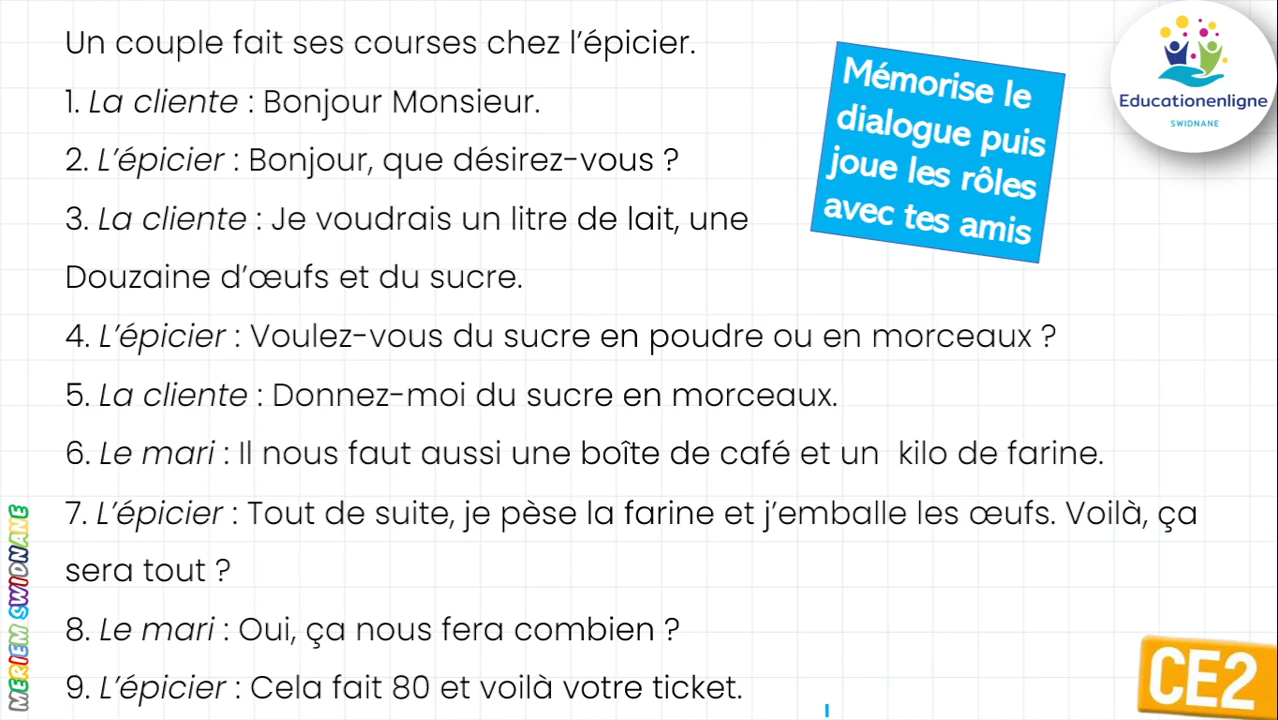 Un couple fait ses courses chez l’épicier.
1. La cliente : Bonjour Monsieur.
2. L’épicier : Bonjour, que désirez-vous ?
3. La cliente : Je voudrais un litre de lait, une
Douzaine d’œufs et du sucre.
4. L’épicier : Voulez-vous du sucre en poudre ou en morceaux ?
5. La cliente : Donnez-moi du sucre en morceaux.
6. Le mari : Il nous faut aussi une boîte de café et un  kilo de farine.
7. L’épicier : Tout de suite, je pèse la farine et j’emballe les œufs. Voilà, ça
sera tout ?
8. Le mari : Oui, ça nous fera combien ?
9. L’épicier : Cela fait 80 et voilà votre ticket.
Mémorise le
dialogue puis
joue les rôles
avec tes amis
Educationenligne
SWIDNANE
MERIEM SWIDNANE
CE2